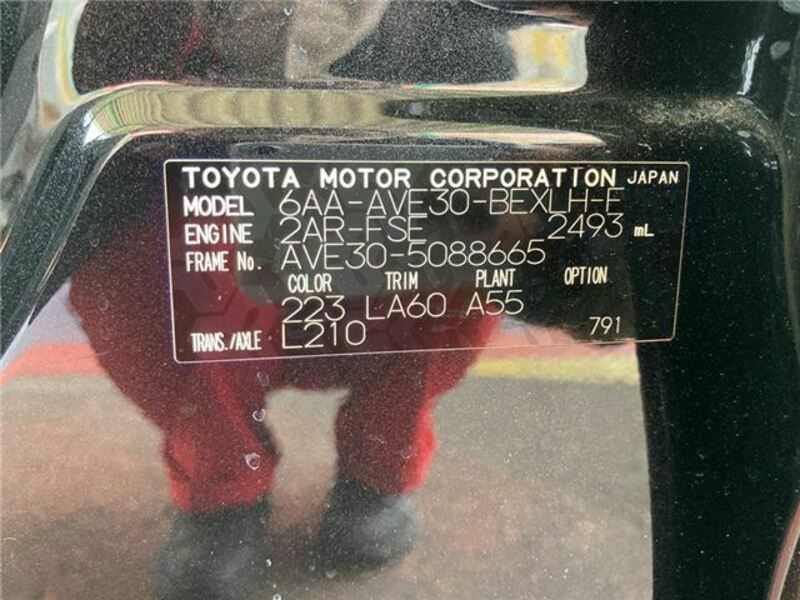 TOYOTA MOTOR CORPORATION JAPAN
MODEL 6AA-AVE30-BEXLH-E
ENGINE 2AR-FSE 2493 mL
FRAME No. AVE30-5088665
COLOR TRIM PLANT OPTION
223 LA60 A55
TRANS./AXLE L210 791